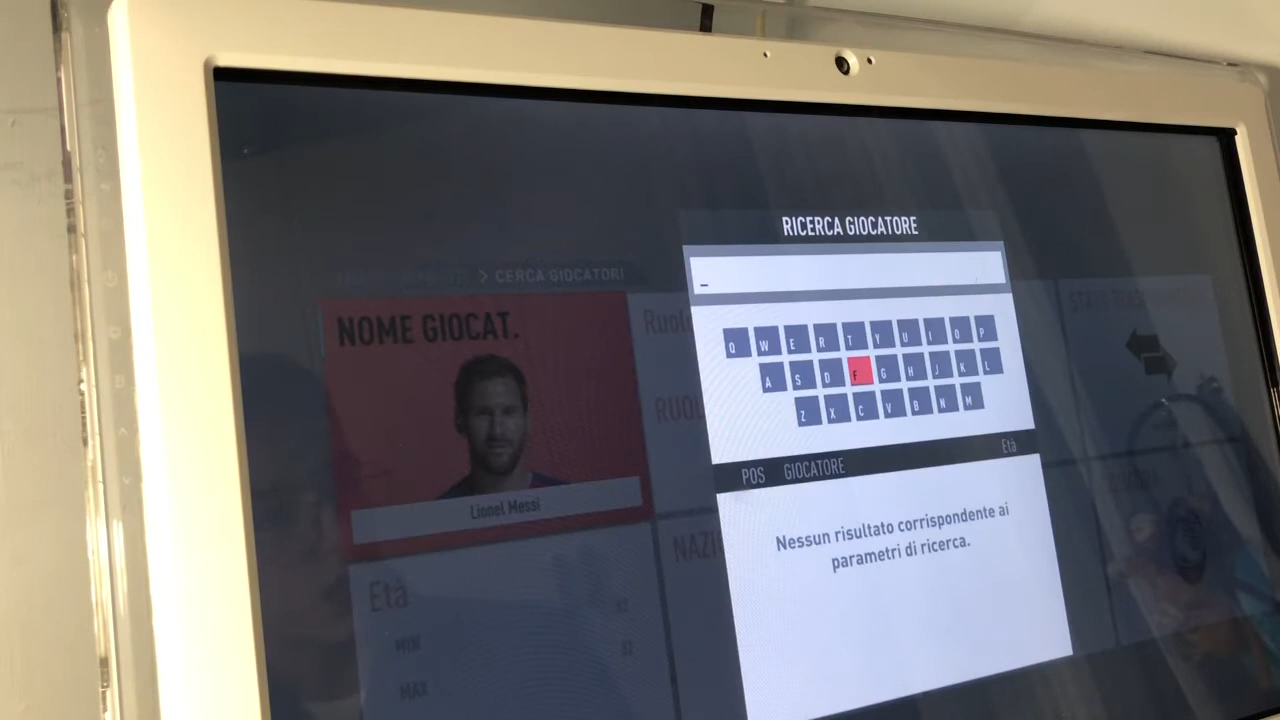 RICERCA GIOCATORE
> CERCA GIOCATORI
NOME GIOCAT.
Lionel Messi
Età
MIN
MAX
Q W E R T Y U I O P
A S D F G H J K L
Z X C V B N M
POS GIOCATORE Età
Nessun risultato corrispondente ai
parametri di ricerca.